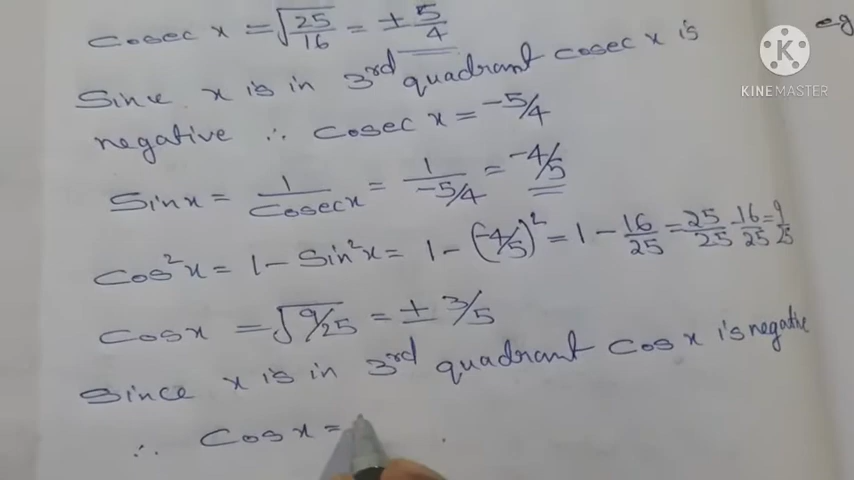 Cosec x = √25/16 = ± 5/4
eg
KINEMASTER
Since x is in 3rd quadrant cosec x is
negative ∴ cosec x = -5/4
Sin x = 1/Cosec x = 1/-5/4 = -4/5
Cos²x = 1 - Sin²x = 1 - (-4/5)² = 1 - 16/25 = 25/25 - 16/25 = 9/25
Cos x = √9/25 = ± 3/5
Since x is in 3rd quadrant Cos x is negative
∴ Cos x =